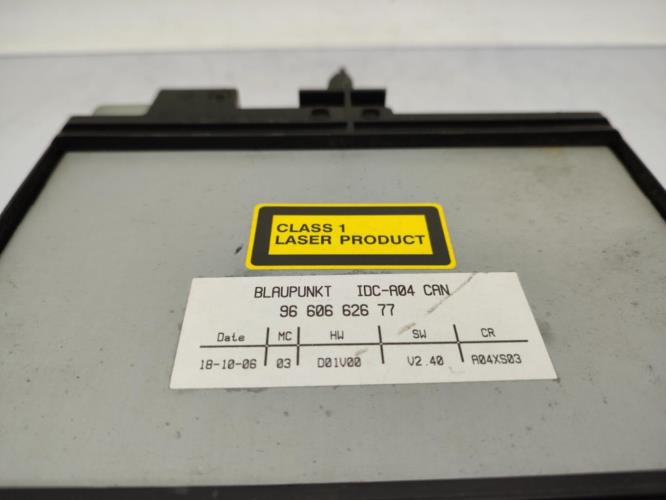 CLASS 1
LASER PRODUCT
BLAUPUNKT IDC-A04 CAN
96 606 626 77
Date MC HW SW CR
18-10-06 03 D01V00 V2.40 A04XS03